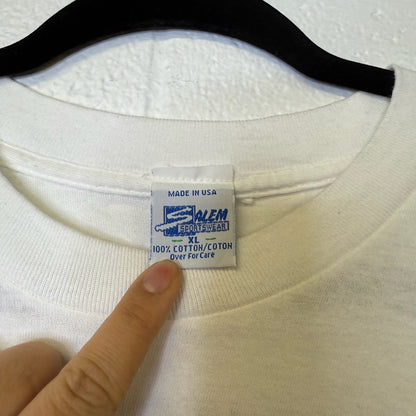 MADE IN USA
SALEM
SPORTSWEAR
XL
100% COTTON/COTON
Over For Care